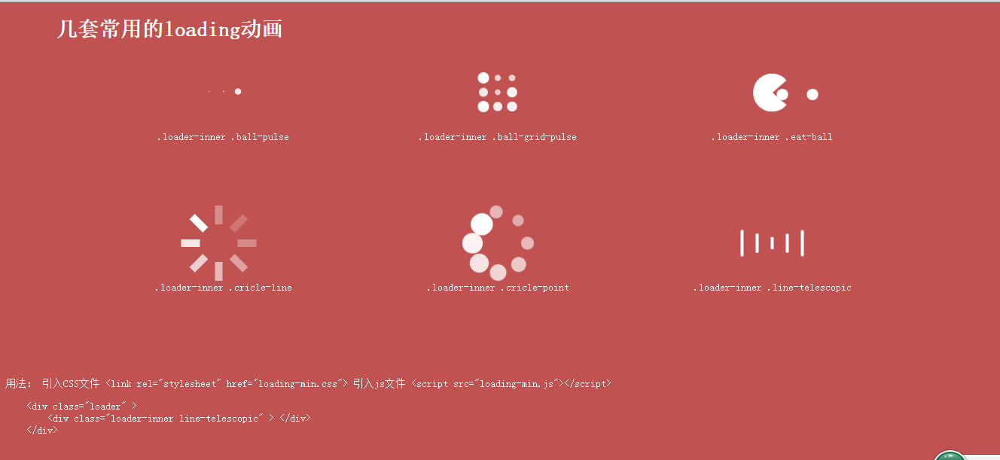 几套常用的loading动画
.loader-inner .ball-pulse
.loader-inner .ball-grid-pulse
.loader-inner .eat-ball
.loader-inner .cricle-line
.loader-inner .cricle-point
.loader-inner .line-telescopic
用法: 引入CSS文件 <link rel="stylesheet" href="loading-min.css"> 引入js文件 <script src="loading-min.js"></script>
<div class="loader" >
<div class="loader-inner line-telescopic" > </div>
</div>